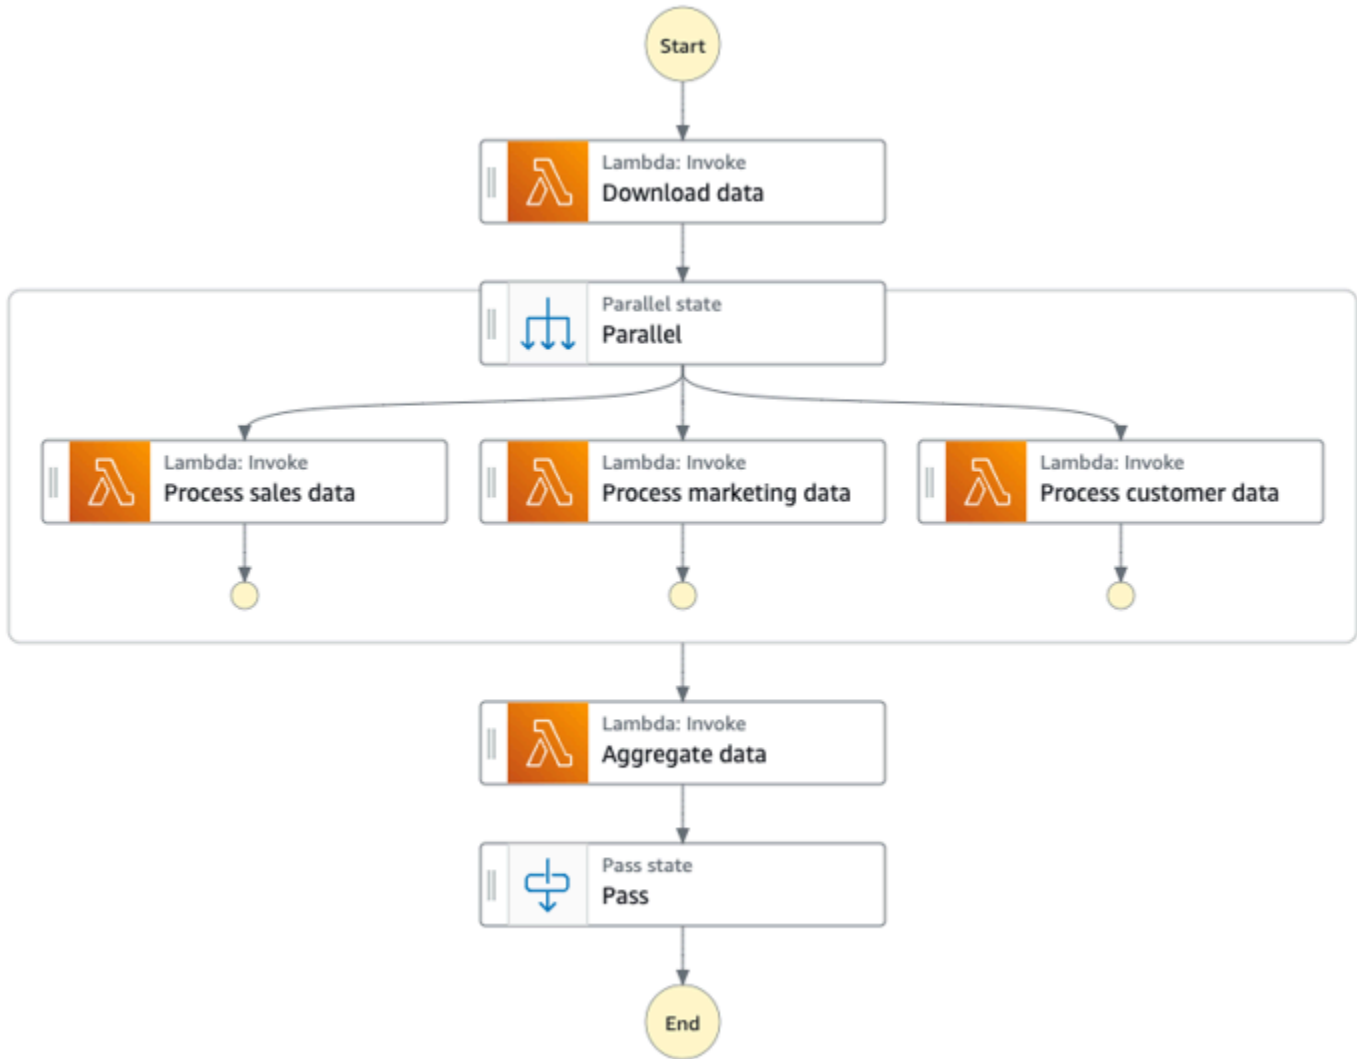 Start
Lambda: Invoke
Download data
Parallel state
Parallel
Lambda: Invoke
Process sales data
Lambda: Invoke
Process marketing data
Lambda: Invoke
Process customer data
Lambda: Invoke
Aggregate data
Pass state
Pass
End